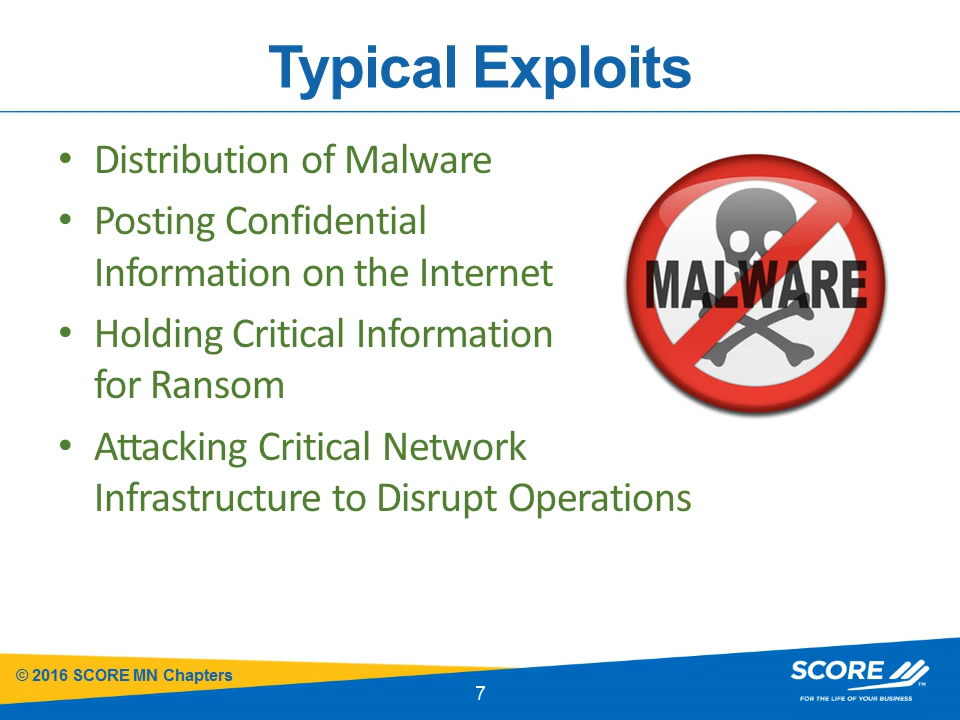 Typical Exploits
• Distribution of Malware
• Posting Confidential
Information on the Internet
• Holding Critical Information
for Ransom
• Attacking Critical Network
Infrastructure to Disrupt Operations
MALWARE
© 2016 SCORE MN Chapters
7
SCORE™
FOR THE LIFE OF YOUR BUSINESS